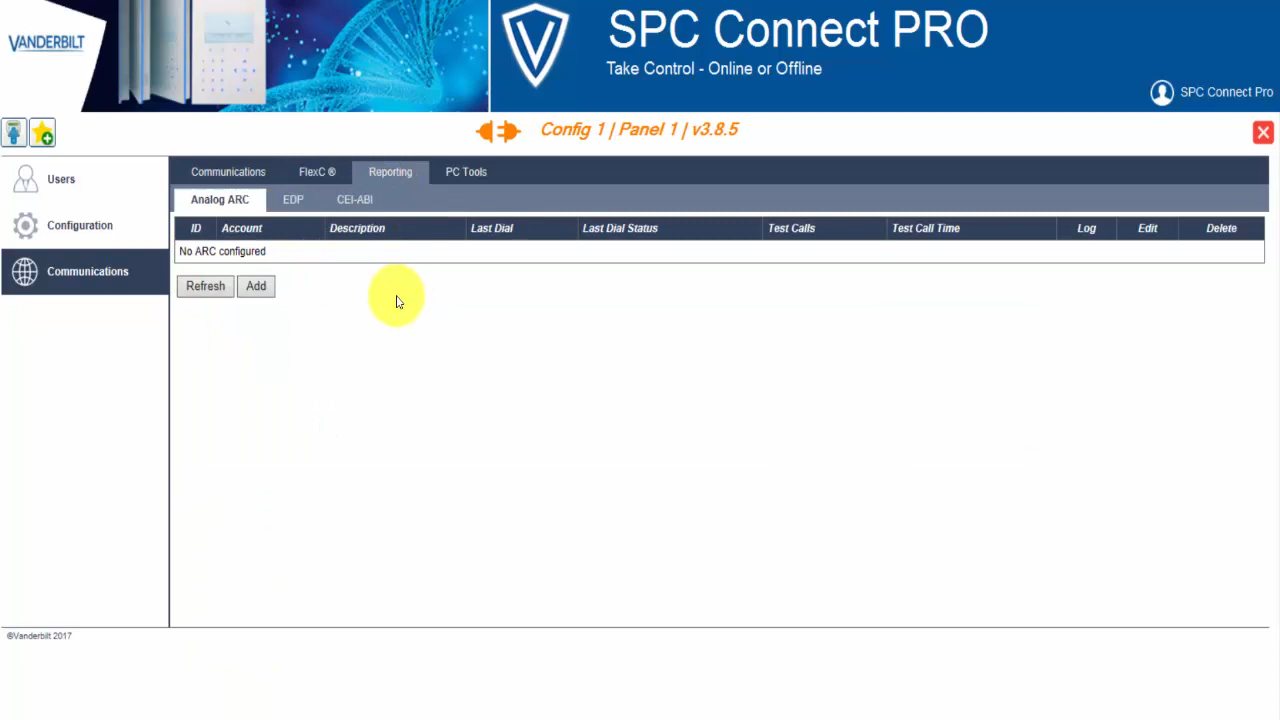 VANDERBILT
SPC Connect PRO
Take Control - Online or Offline
SPC Connect Pro
Config 1 | Panel 1 | v3.8.5
Users
Configuration
Communications
Communications FlexC ® Reporting PC Tools
Analog ARC EDP CEI-ABI
ID Account Description Last Dial Last Dial Status Test Calls Test Call Time Log Edit Delete
No ARC configured
Refresh Add
©Vanderbilt 2017